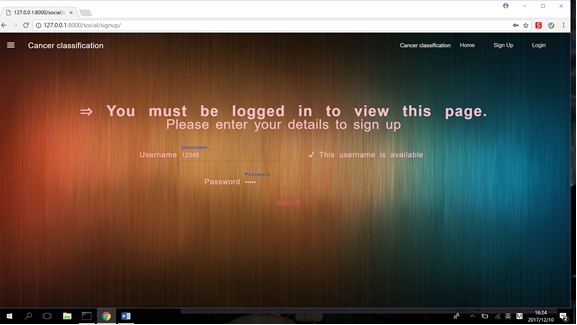 127.0.0.1:8000/social/s
127.0.0.1:8000/social/signup/
Cancer classification
Cancer classification Home Sign Up Login
⇒ You must be logged in to view this page.
Please enter your details to sign up
Username...
Username 12345 ✓ This username is available
Password...
Password •••••
SIGN UP
16:24
2017/12/10